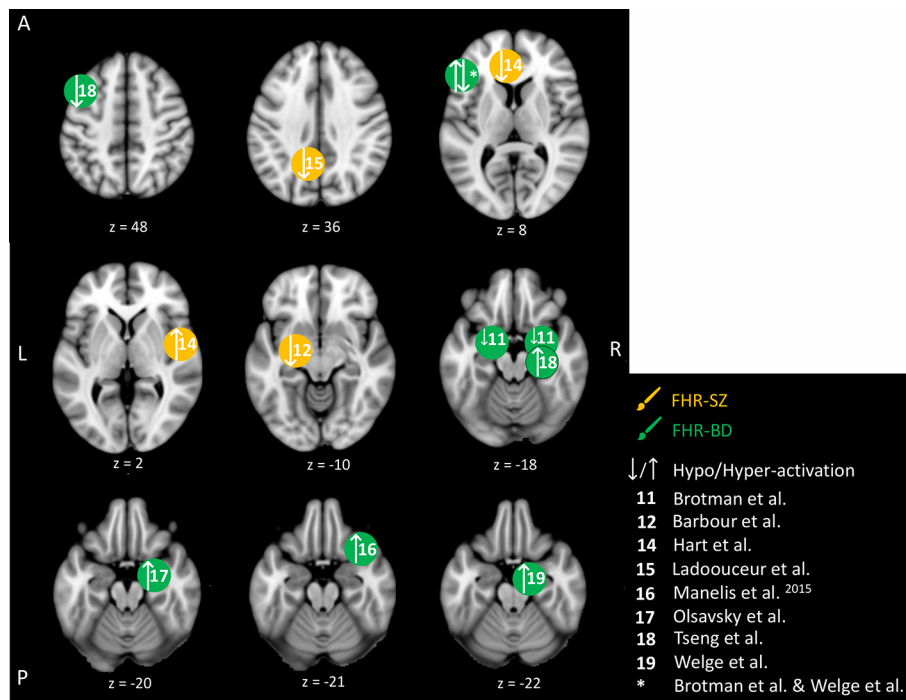 A
↓18
↓15
↑↓*
↓14
z = 48
z = 36
z = 8
L
↑14
↓12
↓11
↓11
↑18
R
z = 2
z = -10
z = -18
FHR-SZ
FHR-BD
↓/↑ Hypo/Hyper-activation
11 Brotman et al.
12 Barbour et al.
14 Hart et al.
15 Ladoouceur et al.
16 Manelis et al. 2015
17 Olsavsky et al.
18 Tseng et al.
19 Welge et al.
* Brotman et al. & Welge et al.
↑17
↑16
↑19
P
z = -20
z = -21
z = -22